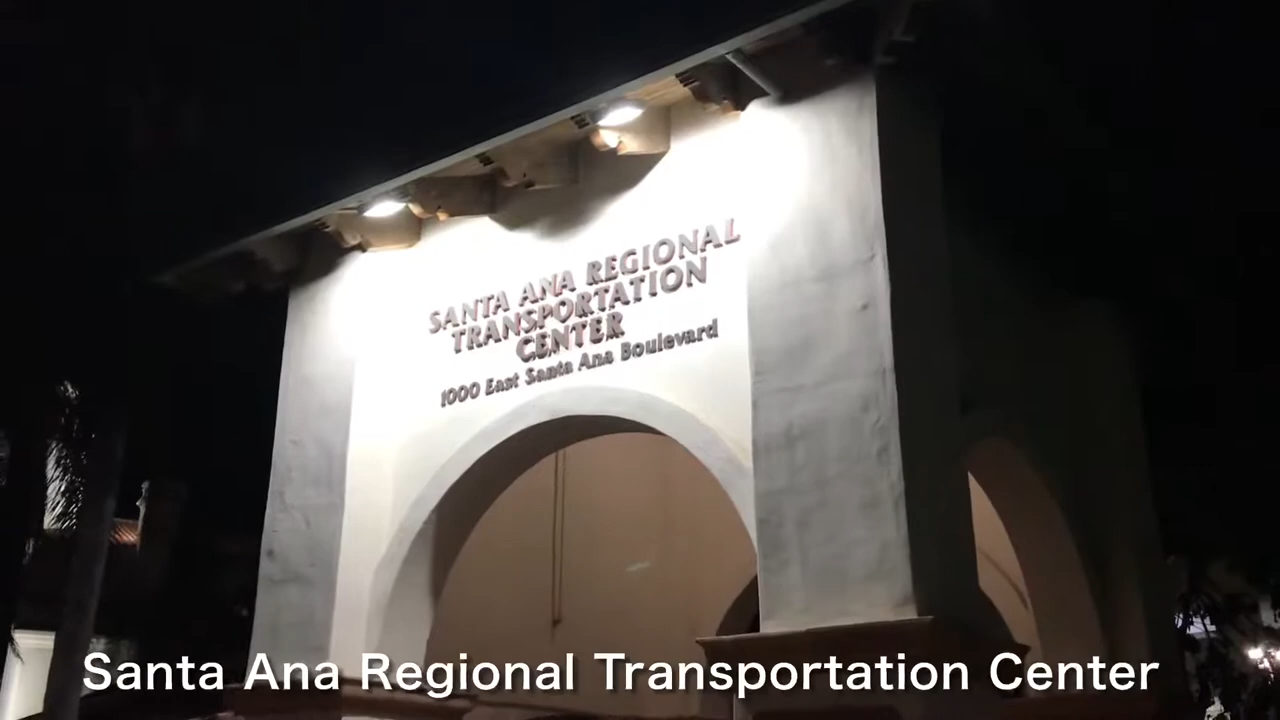 SANTA ANA REGIONAL
TRANSPORTATION
CENTER
1000 East Santa Ana Boulevard
Santa Ana Regional Transportation Center